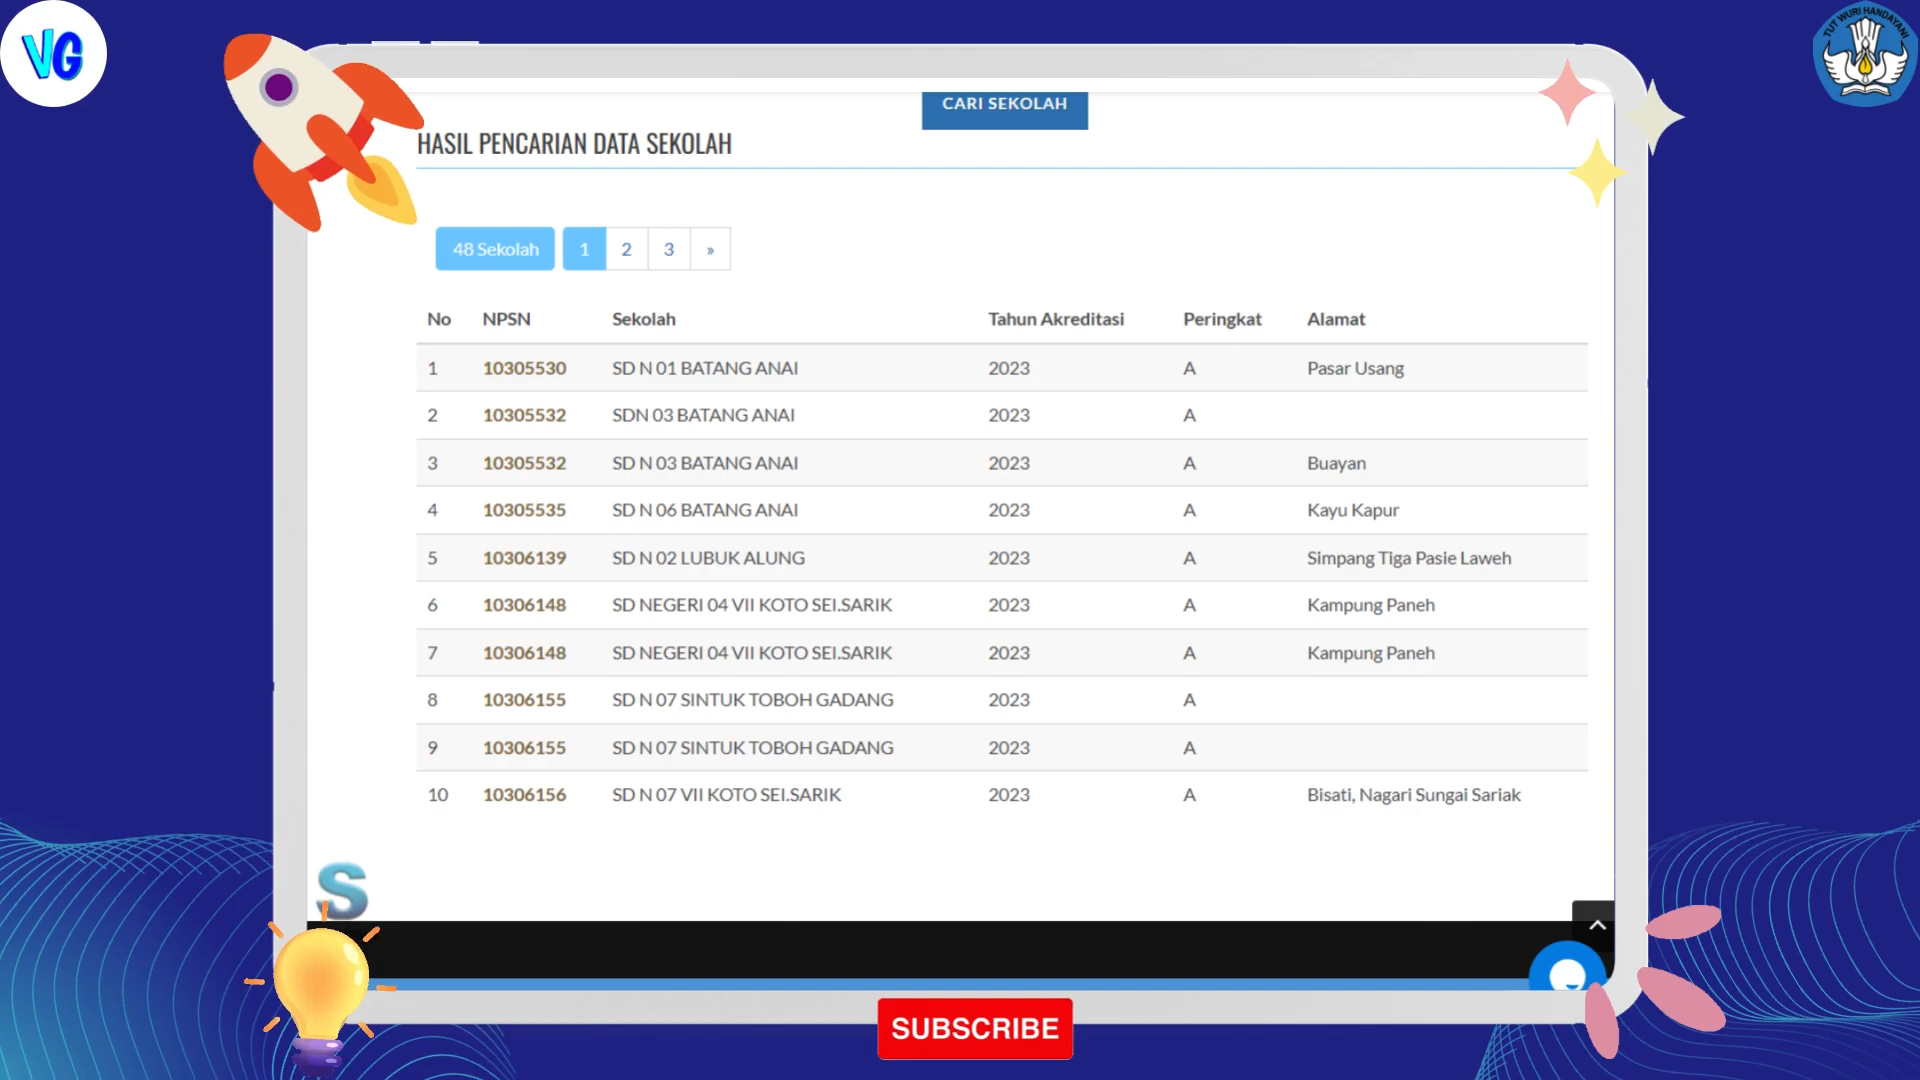 VG
TUT WURI HANDAYANI
CARI SEKOLAH
HASIL PENCARIAN DATA SEKOLAH
48 Sekolah 1 2 3 »
No NPSN Sekolah Tahun Akreditasi Peringkat Alamat
1 10305530 SD N 01 BATANG ANAI 2023 A Pasar Usang
2 10305532 SDN 03 BATANG ANAI 2023 A
3 10305532 SD N 03 BATANG ANAI 2023 A Buayan
4 10305535 SD N 06 BATANG ANAI 2023 A Kayu Kapur
5 10306139 SD N 02 LUBUK ALUNG 2023 A Simpang Tiga Pasie Laweh
6 10306148 SD NEGERI 04 VII KOTO SEI.SARIK 2023 A Kampung Paneh
7 10306148 SD NEGERI 04 VII KOTO SEI.SARIK 2023 A Kampung Paneh
8 10306155 SD N 07 SINTUK TOBOH GADANG 2023 A
9 10306155 SD N 07 SINTUK TOBOH GADANG 2023 A
10 10306156 SD N 07 VII KOTO SEI.SARIK 2023 A Bisati, Nagari Sungai Sariak
S
SUBSCRIBE